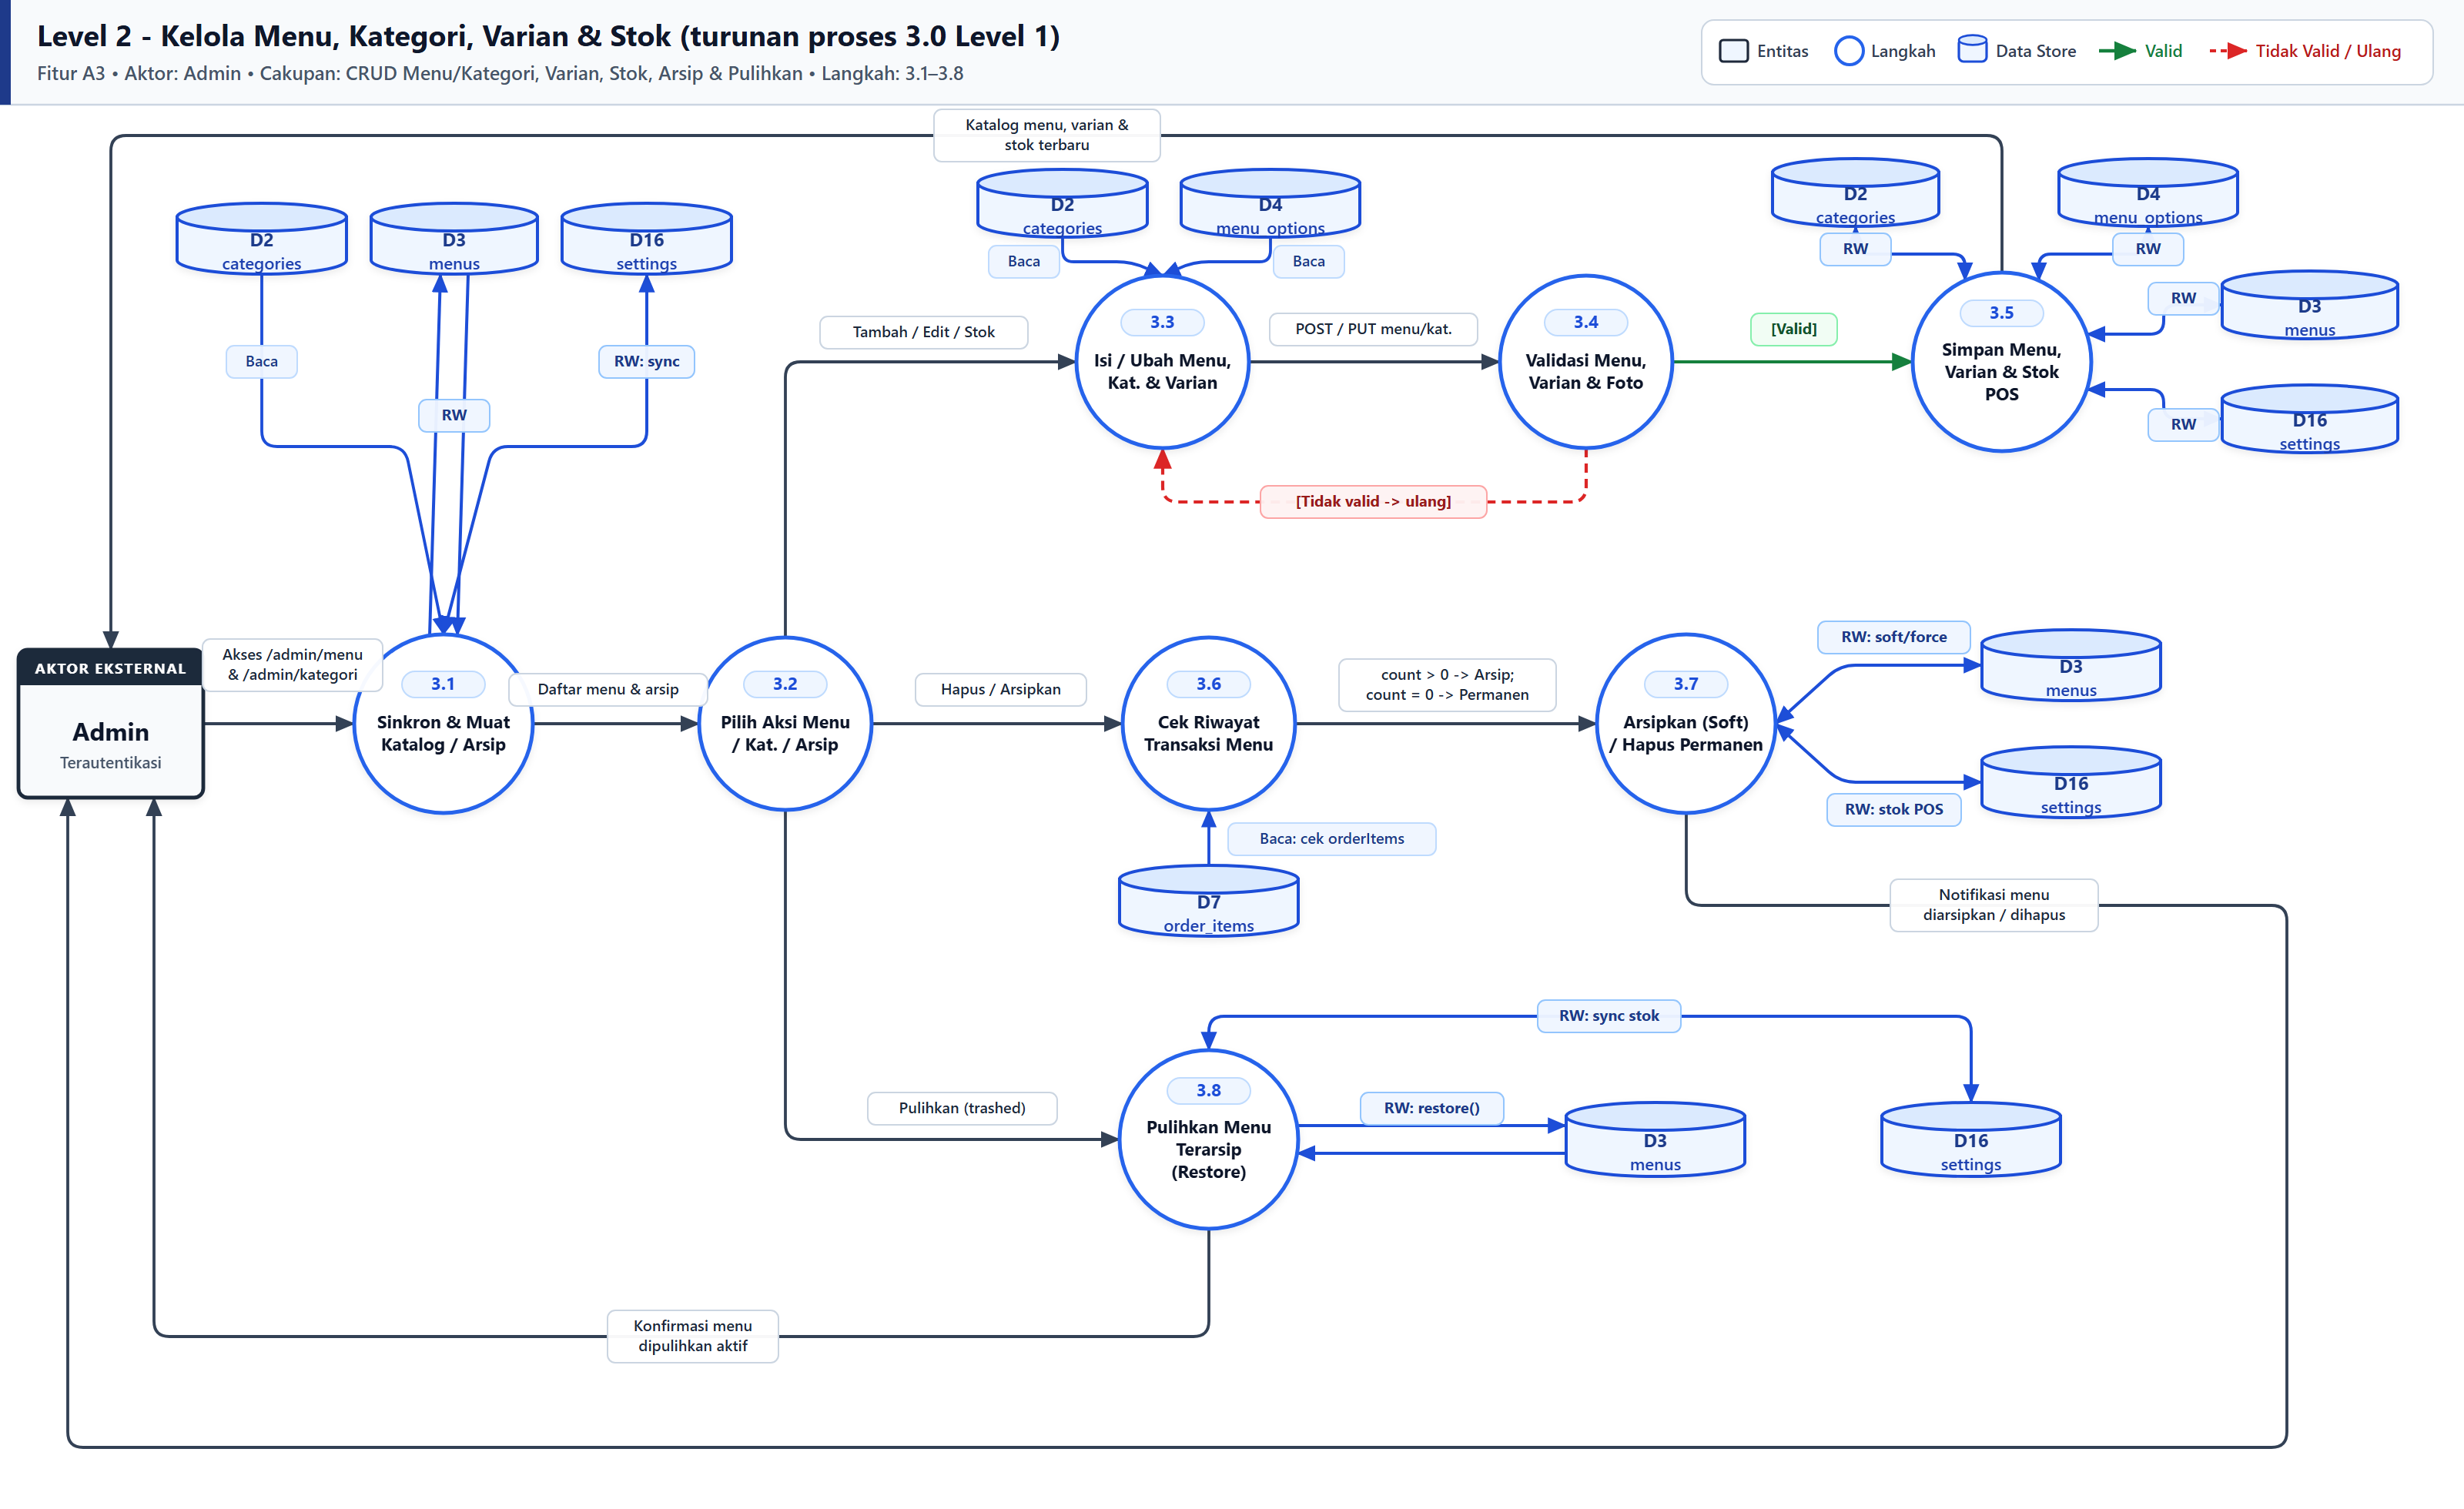 Level 2 - Kelola Menu, Kategori, Varian & Stok (turunan proses 3.0 Level 1)
Fitur A3 • Aktor: Admin • Cakupan: CRUD Menu/Kategori, Varian, Stok, Arsip & Pulihkan • Langkah: 3.1–3.8
Entitas
Langkah
Data Store
Valid
Tidak Valid / Ulang
Katalog menu, varian &
stok terbaru
D2
categories
D3
menus
D16
settings
Baca
RW
RW: sync
D2
categories
D4
menu_options
Baca
Baca
D2
categories
D4
menu_options
RW
RW
RW
D3
menus
RW
D16
settings
Tambah / Edit / Stok
3.3
Isi / Ubah Menu,
Kat. & Varian
POST / PUT menu/kat.
3.4
Validasi Menu,
Varian & Foto
[Valid]
3.5
Simpan Menu,
Varian & Stok
POS
[Tidak valid -> ulang]
AKTOR EKSTERNAL
Admin
Terautentikasi
Akses /admin/menu
& /admin/kategori
3.1
Sinkron & Muat
Katalog / Arsip
Daftar menu & arsip
3.2
Pilih Aksi Menu
/ Kat. / Arsip
Hapus / Arsipkan
3.6
Cek Riwayat
Transaksi Menu
count > 0 -> Arsip;
count = 0 -> Permanen
3.7
Arsipkan (Soft)
/ Hapus Permanen
RW: soft/force
D3
menus
RW: stok POS
D16
settings
Baca: cek orderItems
D7
order_items
Notifikasi menu
diarsipkan / dihapus
RW: sync stok
Pulihkan (trashed)
3.8
Pulihkan Menu
Terarsip
(Restore)
RW: restore()
D3
menus
D16
settings
Konfirmasi menu
dipulihkan aktif